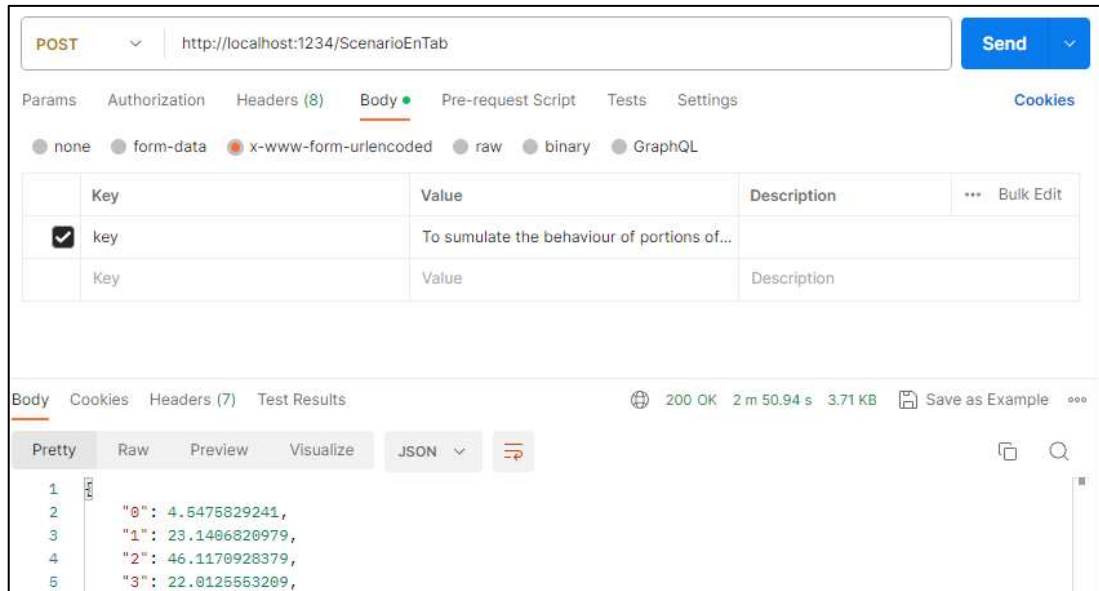 POST http://localhost:1234/ScenarioEnTab Send
Params Authorization Headers (8) Body Pre-request Script Tests Settings Cookies
none form-data x-www-form-urlencoded raw binary GraphQL
Key Value Description ••• Bulk Edit
key To sumulate the behaviour of portions of...
Key Value Description
Body Cookies Headers (7) Test Results 200 OK 2 m 50.94 s 3.71 KB Save as Example
Pretty Raw Preview Visualize JSON
1 {
2 "0": 4.5475829241,
3 "1": 23.1406820979,
4 "2": 46.1170928379,
5 "3": 22.0125553209,